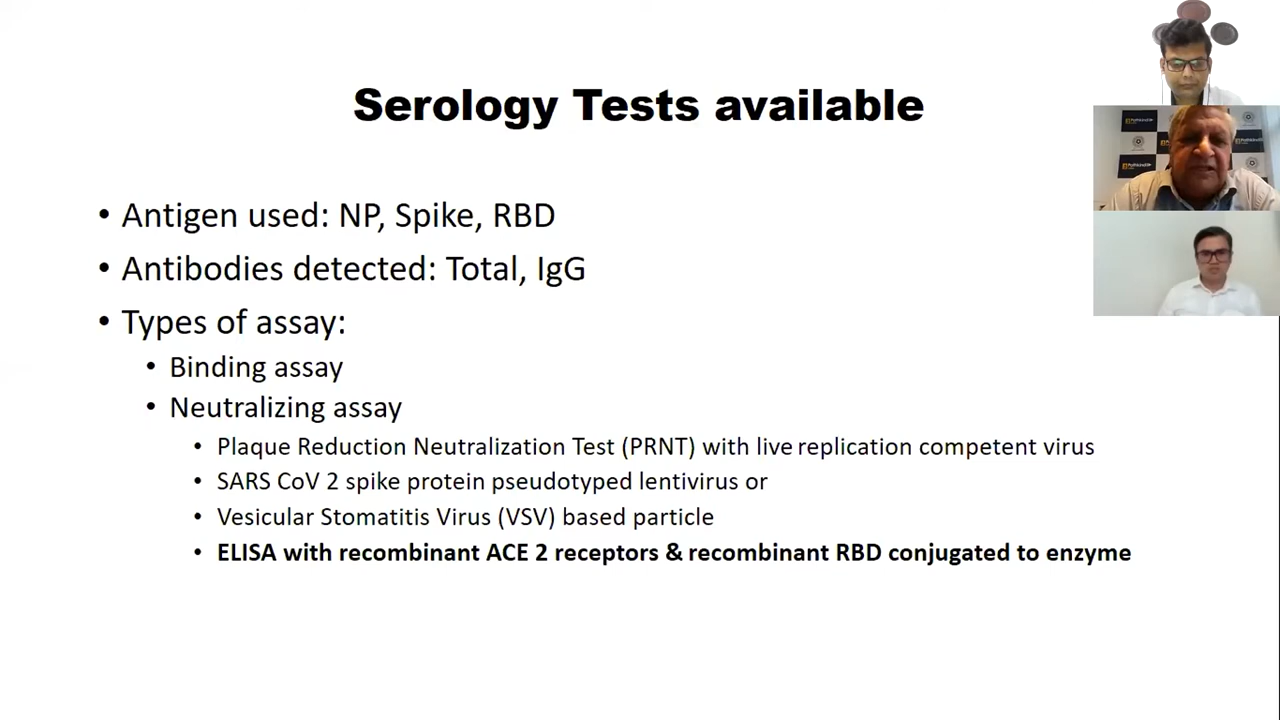 Serology Tests available
• Antigen used: NP, Spike, RBD
• Antibodies detected: Total, IgG
• Types of assay:
• Binding assay
• Neutralizing assay
• Plaque Reduction Neutralization Test (PRNT) with live replication competent virus
• SARS CoV 2 spike protein pseudotyped lentivirus or
• Vesicular Stomatitis Virus (VSV) based particle
• ELISA with recombinant ACE 2 receptors & recombinant RBD conjugated to enzyme